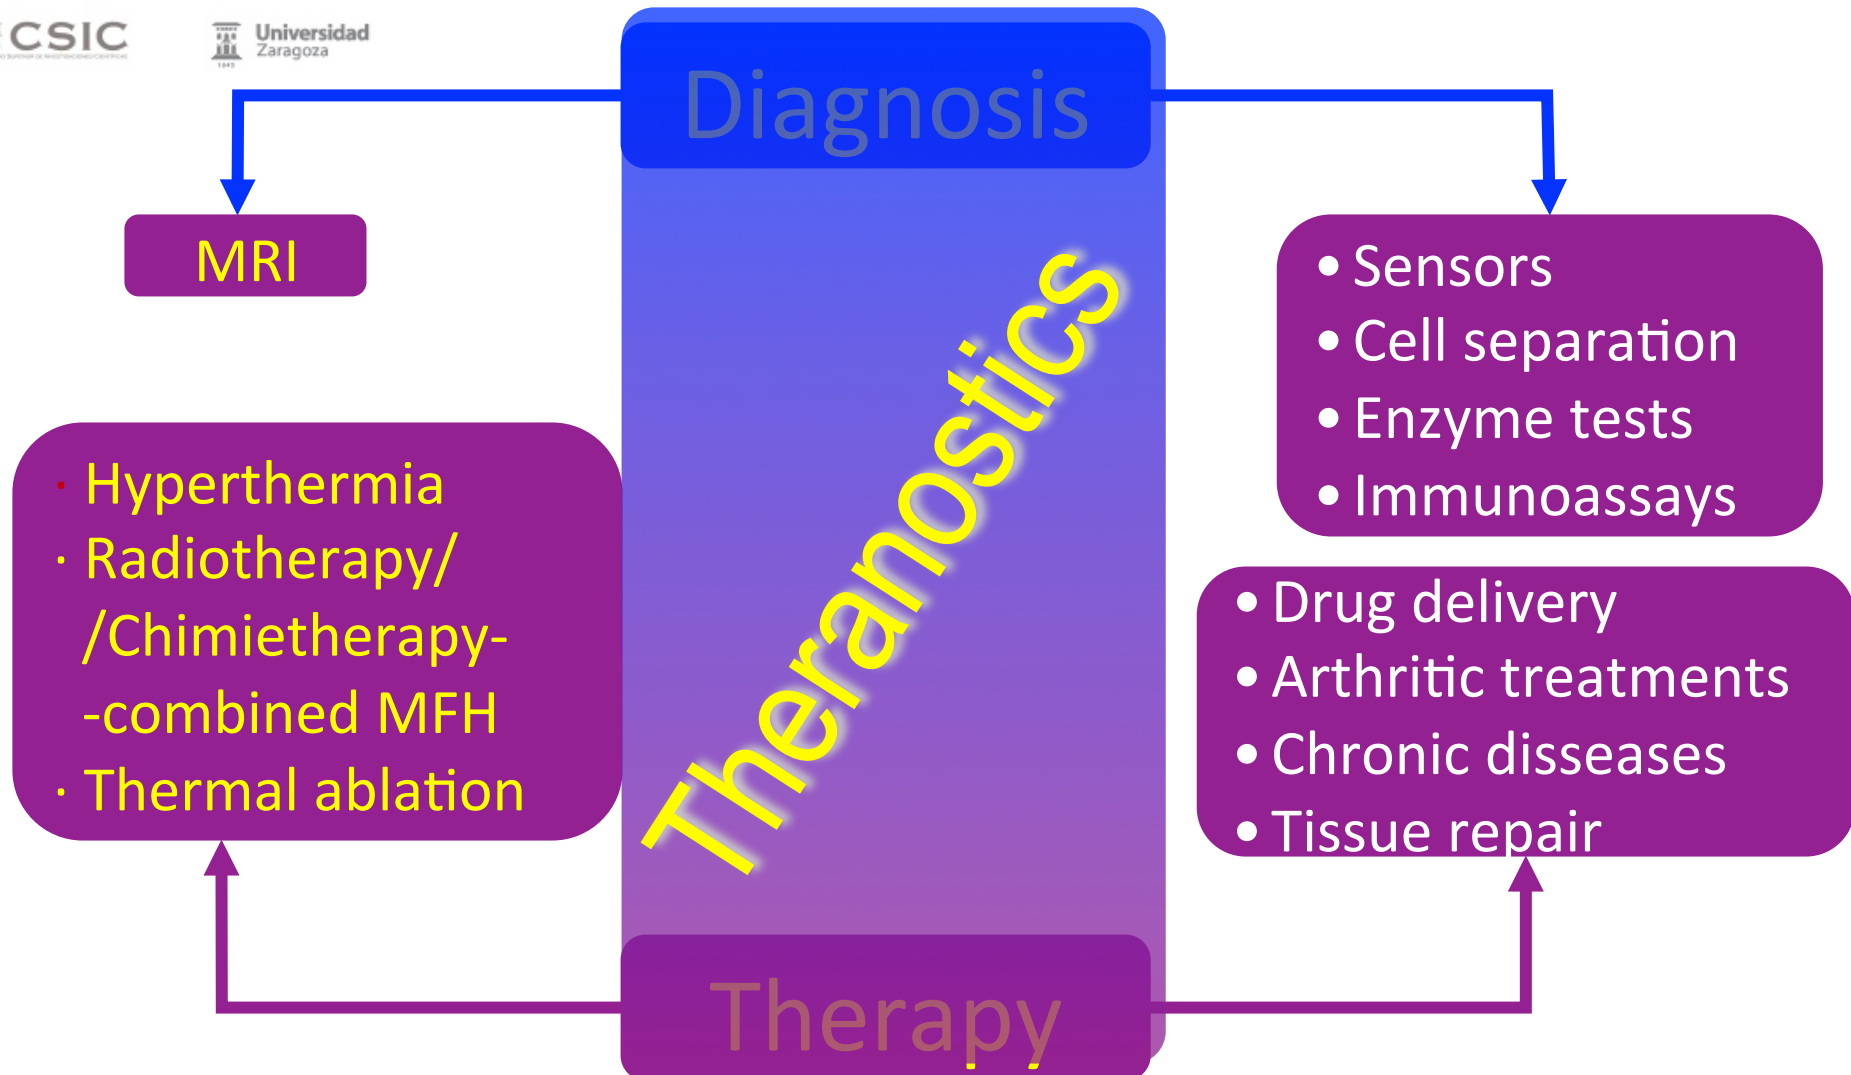 CSIC
Universidad
Zaragoza
1542
Diagnosis
MRI
• Sensors
• Cell separation
• Enzyme tests
• Immunoassays
Theranostics
· Hyperthermia
· Radiotherapy/
/Chimietherapy-
-combined MFH
· Thermal ablation
• Drug delivery
• Arthritic treatments
• Chronic disseases
• Tissue repair
Therapy